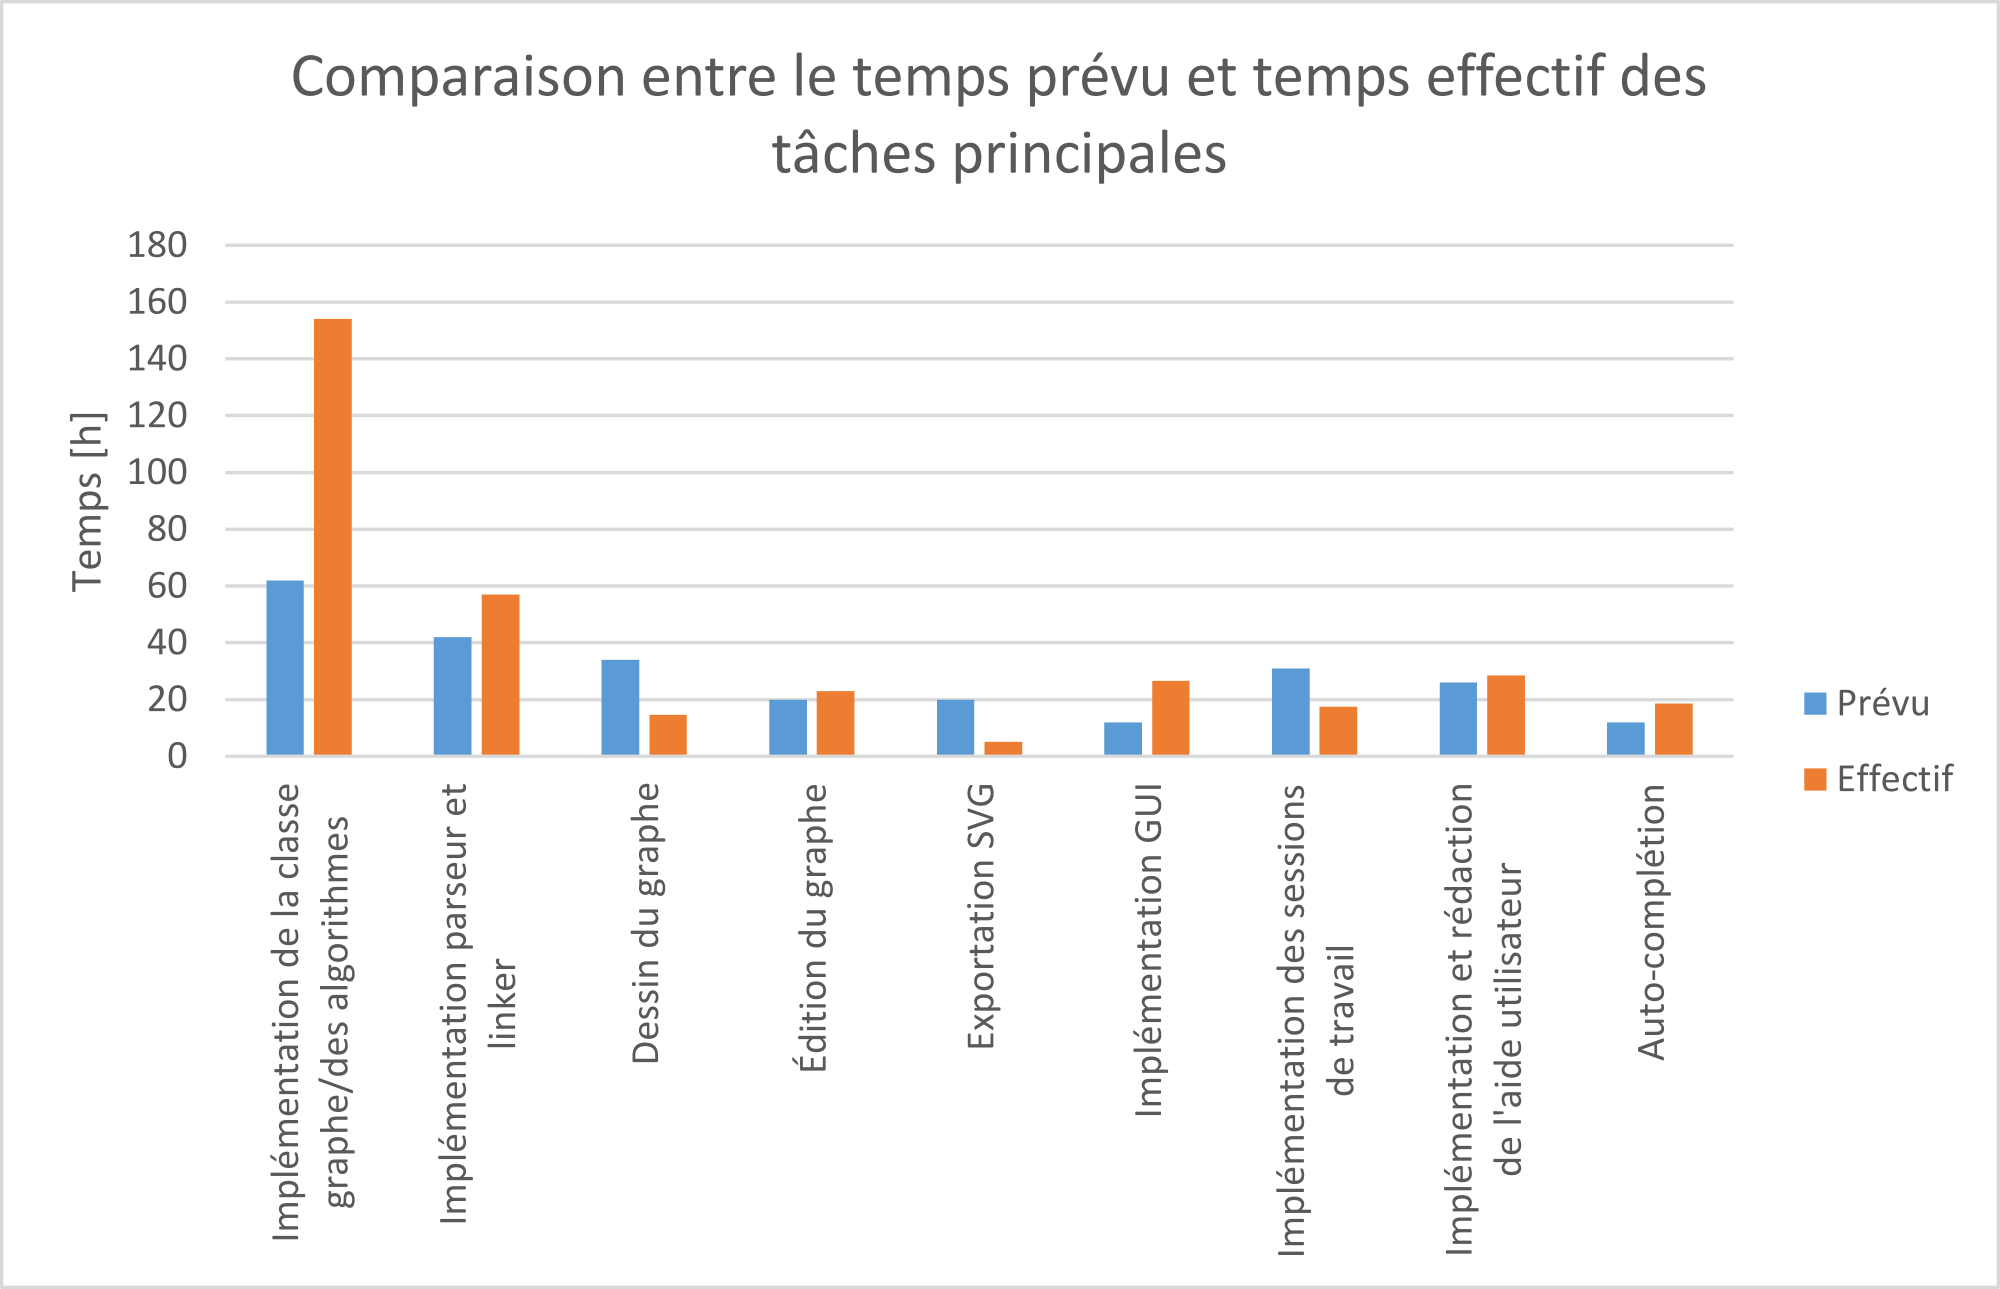 Comparaison entre le temps prévu et temps effectif des
tâches principales
Temps [h]
180
160
140
120
100
80
60
40
20
0
Implémentation de la classe
graphe/des algorithmes
Implémentation parseur et
linker
Dessin du graphe
Édition du graphe
Exportation SVG
Implémentation GUI
Implémentation des sessions
de travail
Implémentation et rédaction
de l'aide utilisateur
Auto-complétion
Prévu
Effectif